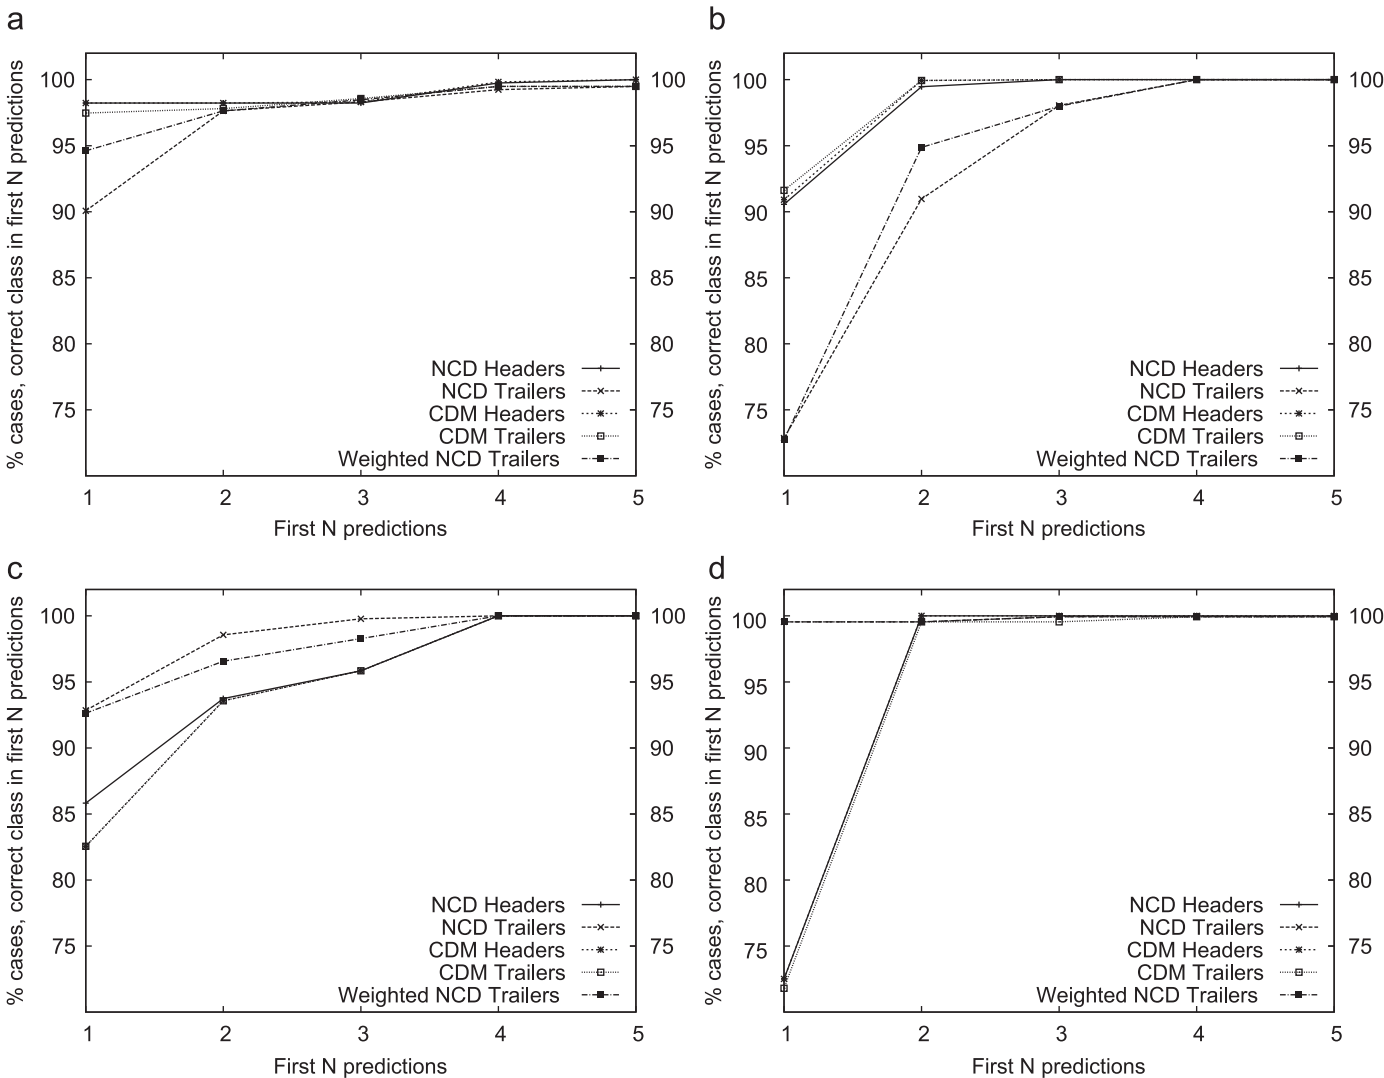 a
% cases, correct class in first N predictions
100 100
95 95
90 90
85 85
80 80
75 75
NCD Headers
NCD Trailers
CDM Headers
CDM Trailers
Weighted NCD Trailers
1 2 3 4 5
First N predictions
b
% cases, correct class in first N predictions
100 100
95 95
90 90
85 85
80 80
75 75
NCD Headers
NCD Trailers
CDM Headers
CDM Trailers
Weighted NCD Trailers
1 2 3 4 5
First N predictions
c
% cases, correct class in first N predictions
100 100
95 95
90 90
85 85
80 80
75 75
NCD Headers
NCD Trailers
CDM Headers
CDM Trailers
Weighted NCD Trailers
1 2 3 4 5
First N predictions
d
% cases, correct class in first N predictions
100 100
95 95
90 90
85 85
80 80
75 75
NCD Headers
NCD Trailers
CDM Headers
CDM Trailers
Weighted NCD Trailers
1 2 3 4 5
First N predictions